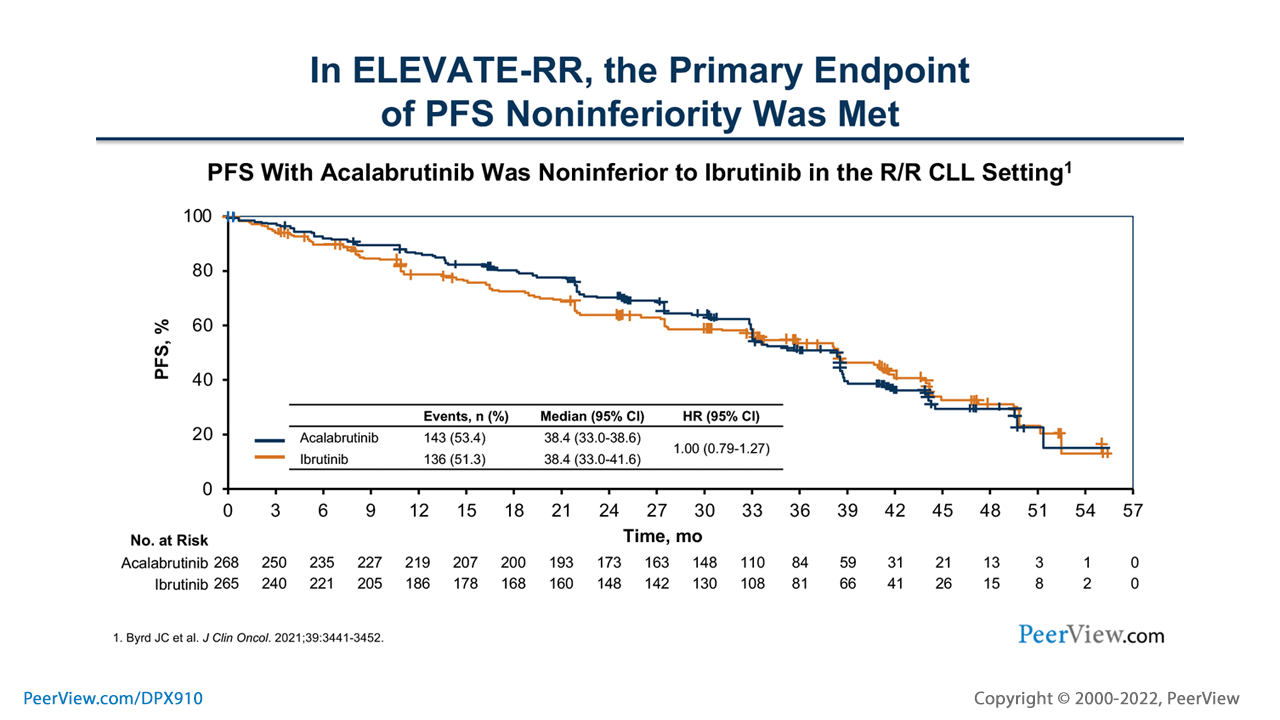 In ELEVATE-RR, the Primary Endpoint
of PFS Noninferiority Was Met
PFS With Acalabrutinib Was Noninferior to Ibrutinib in the R/R CLL Setting1
PFS, %
100
80
60
40
20
0
Events, n (%) Median (95% CI) HR (95% CI)
Acalabrutinib 143 (53.4) 38.4 (33.0-38.6)
1.00 (0.79-1.27)
Ibrutinib 136 (51.3) 38.4 (33.0-41.6)
0 3 6 9 12 15 18 21 24 27 30 33 36 39 42 45 48 51 54 57
Time, mo
No. at Risk
Acalabrutinib 268 250 235 227 219 207 200 193 173 163 148 110 84 59 31 21 13 3 1 0
Ibrutinib 265 240 221 205 186 178 168 160 148 142 130 108 81 66 41 26 15 8 2 0
1. Byrd JC et al. J Clin Oncol. 2021;39:3441-3452.
PeerView.com
PeerView.com/DPX910
Copyright © 2000-2022, PeerView